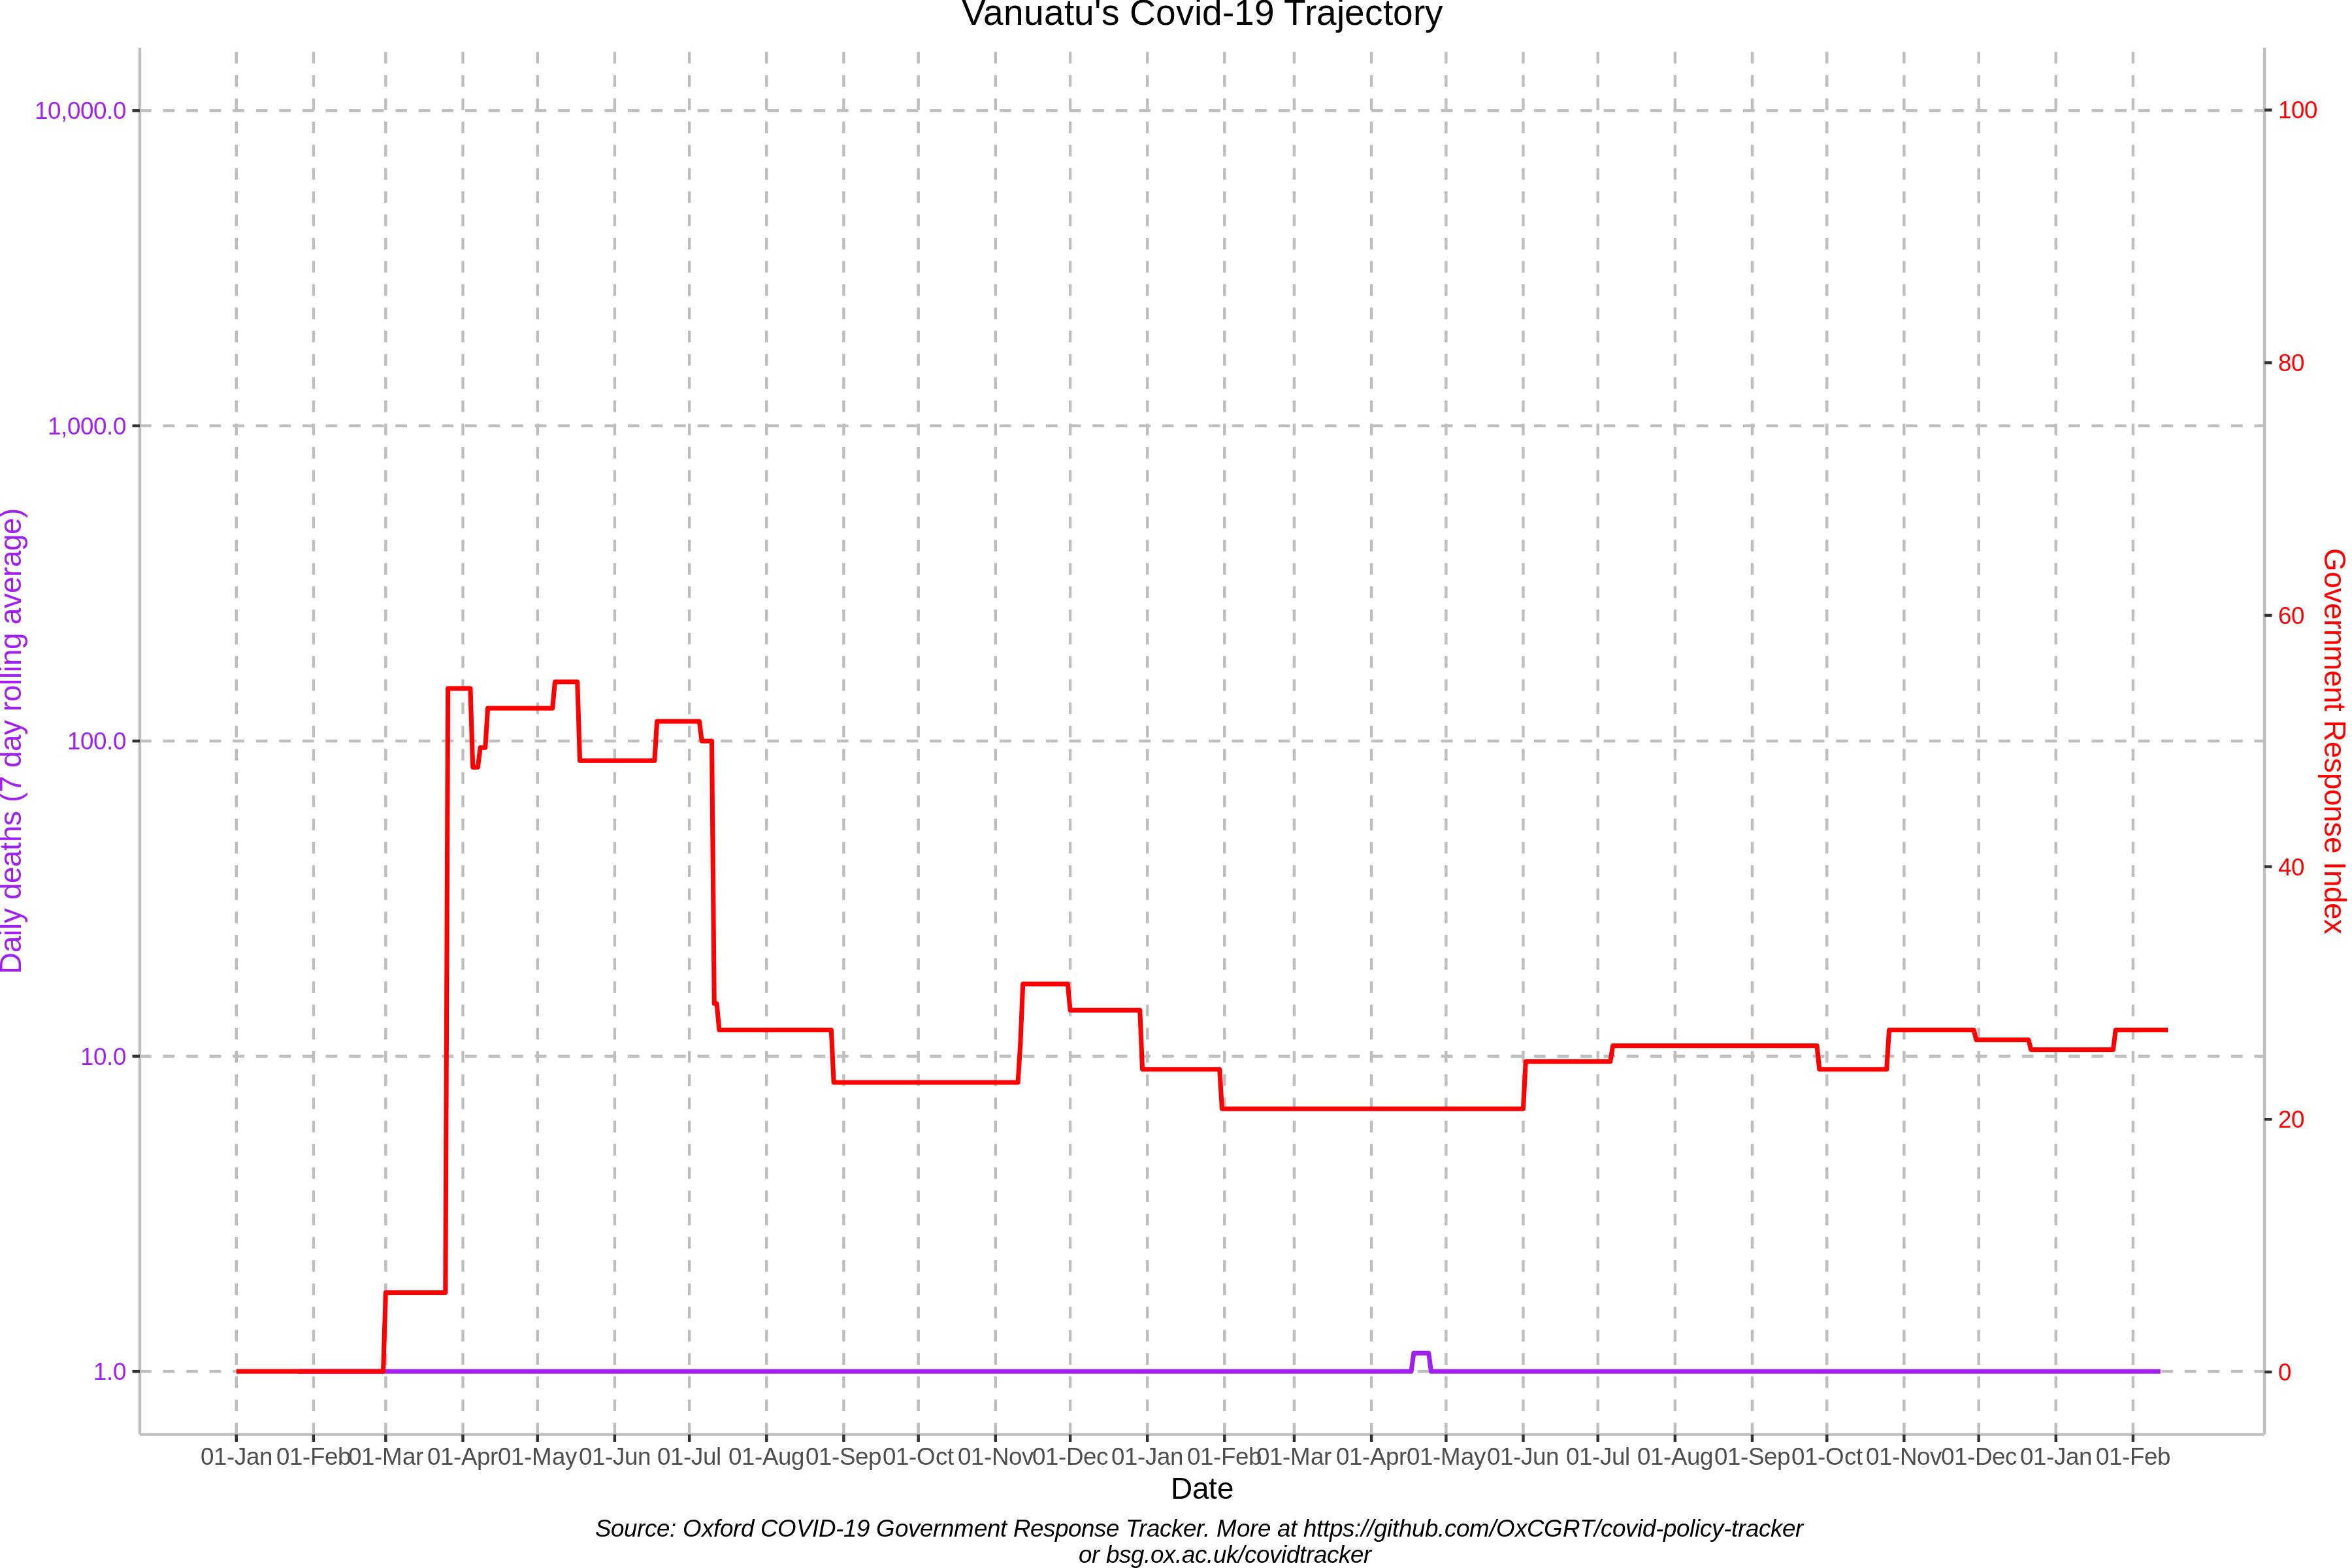 Vanuatu's Covid-19 Trajectory
10,000.0
1,000.0
100.0
10.0
1.0
Daily deaths (7 day rolling average)
100
80
60
40
20
0
Government Response Index
01-Jan 01-Feb 01-Mar 01-Apr 01-May 01-Jun 01-Jul 01-Aug 01-Sep 01-Oct 01-Nov 01-Dec 01-Jan 01-Feb 01-Mar 01-Apr 01-May 01-Jun 01-Jul 01-Aug 01-Sep 01-Oct 01-Nov 01-Dec 01-Jan 01-Feb
Date
Source: Oxford COVID-19 Government Response Tracker. More at https://github.com/OxCGRT/covid-policy-tracker
or bsg.ox.ac.uk/covidtracker